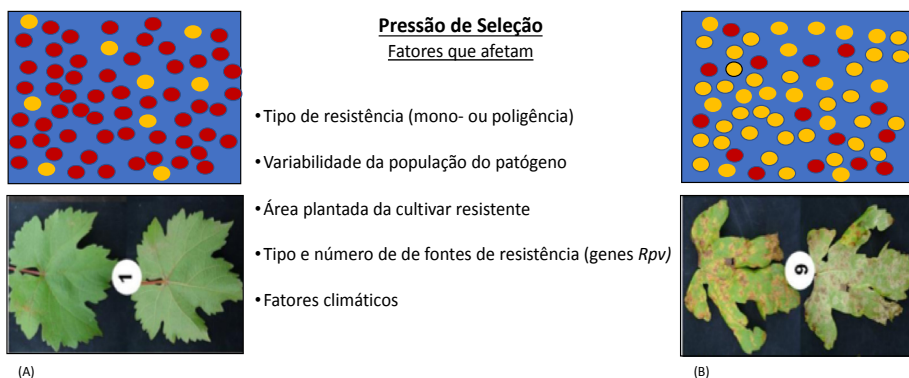 Pressão de Seleção
Fatores que afetam
•Tipo de resistência (mono- ou poligência)
•Variabilidade da população do patógeno
•Área plantada da cultivar resistente
•Tipo e número de de fontes de resistência (genes Rpv)
•Fatores climáticos
1
9
(A)
(B)